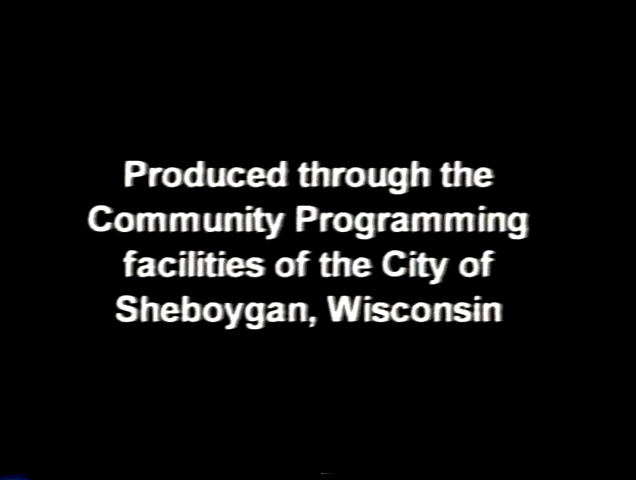 Produced through the
Community Programming
facilities of the City of
Sheboygan, Wisconsin